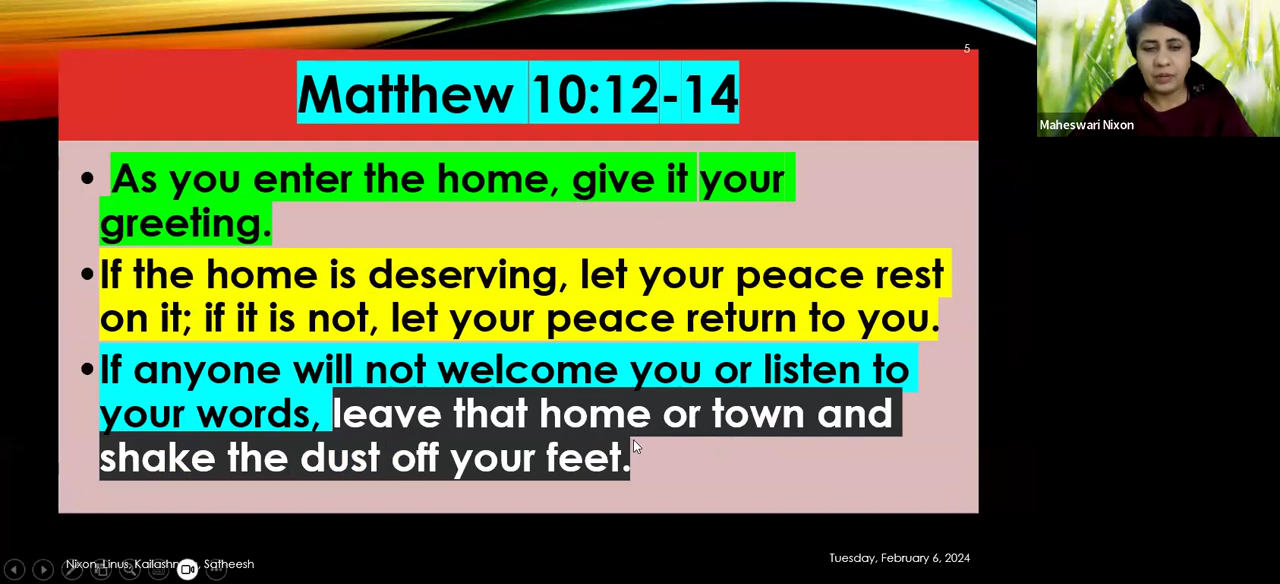 5
Matthew 10:12-14
• As you enter the home, give it your
greeting.
• If the home is deserving, let your peace rest
on it; if it is not, let your peace return to you.
• If anyone will not welcome you or listen to
your words, leave that home or town and
shake the dust off your feet.
Nixon, Linus, Satheesh
Tuesday, February 6, 2024
Maheswari Nixon